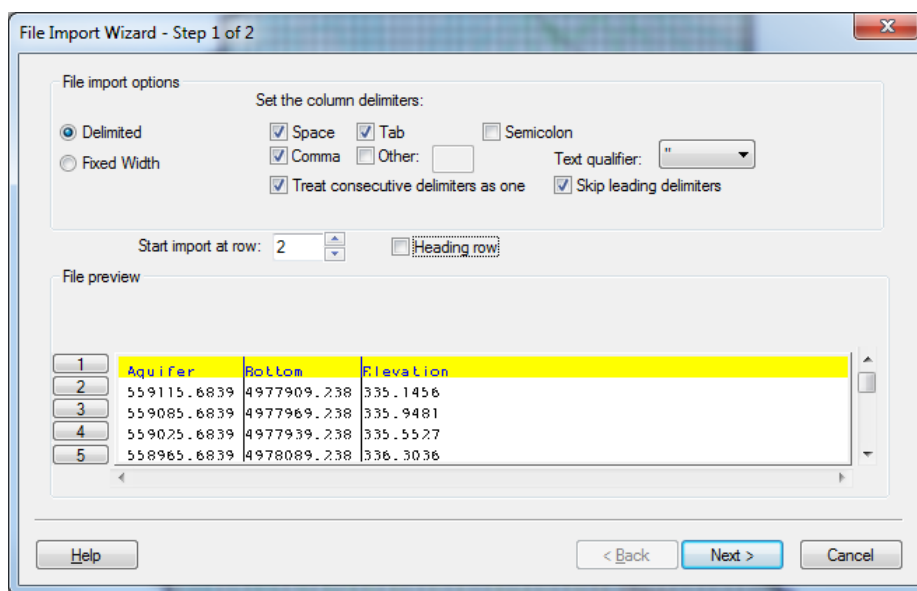 File Import Wizard - Step 1 of 2
File import options
Set the column delimiters:
Delimited
Space Tab Semicolon
Fixed Width
Comma Other: Text qualifier: "
Treat consecutive delimiters as one Skip leading delimiters
Start import at row: 2 Heading row
File preview
1 Aquifer Bottom Elevation
2 559115.6839 4977909.238 335.1456
3 559085.6839 4977969.238 335.9481
4 559025.6839 4977939.238 335.5527
5 558965.6839 4978089.238 336.3036
Help < Back Next > Cancel